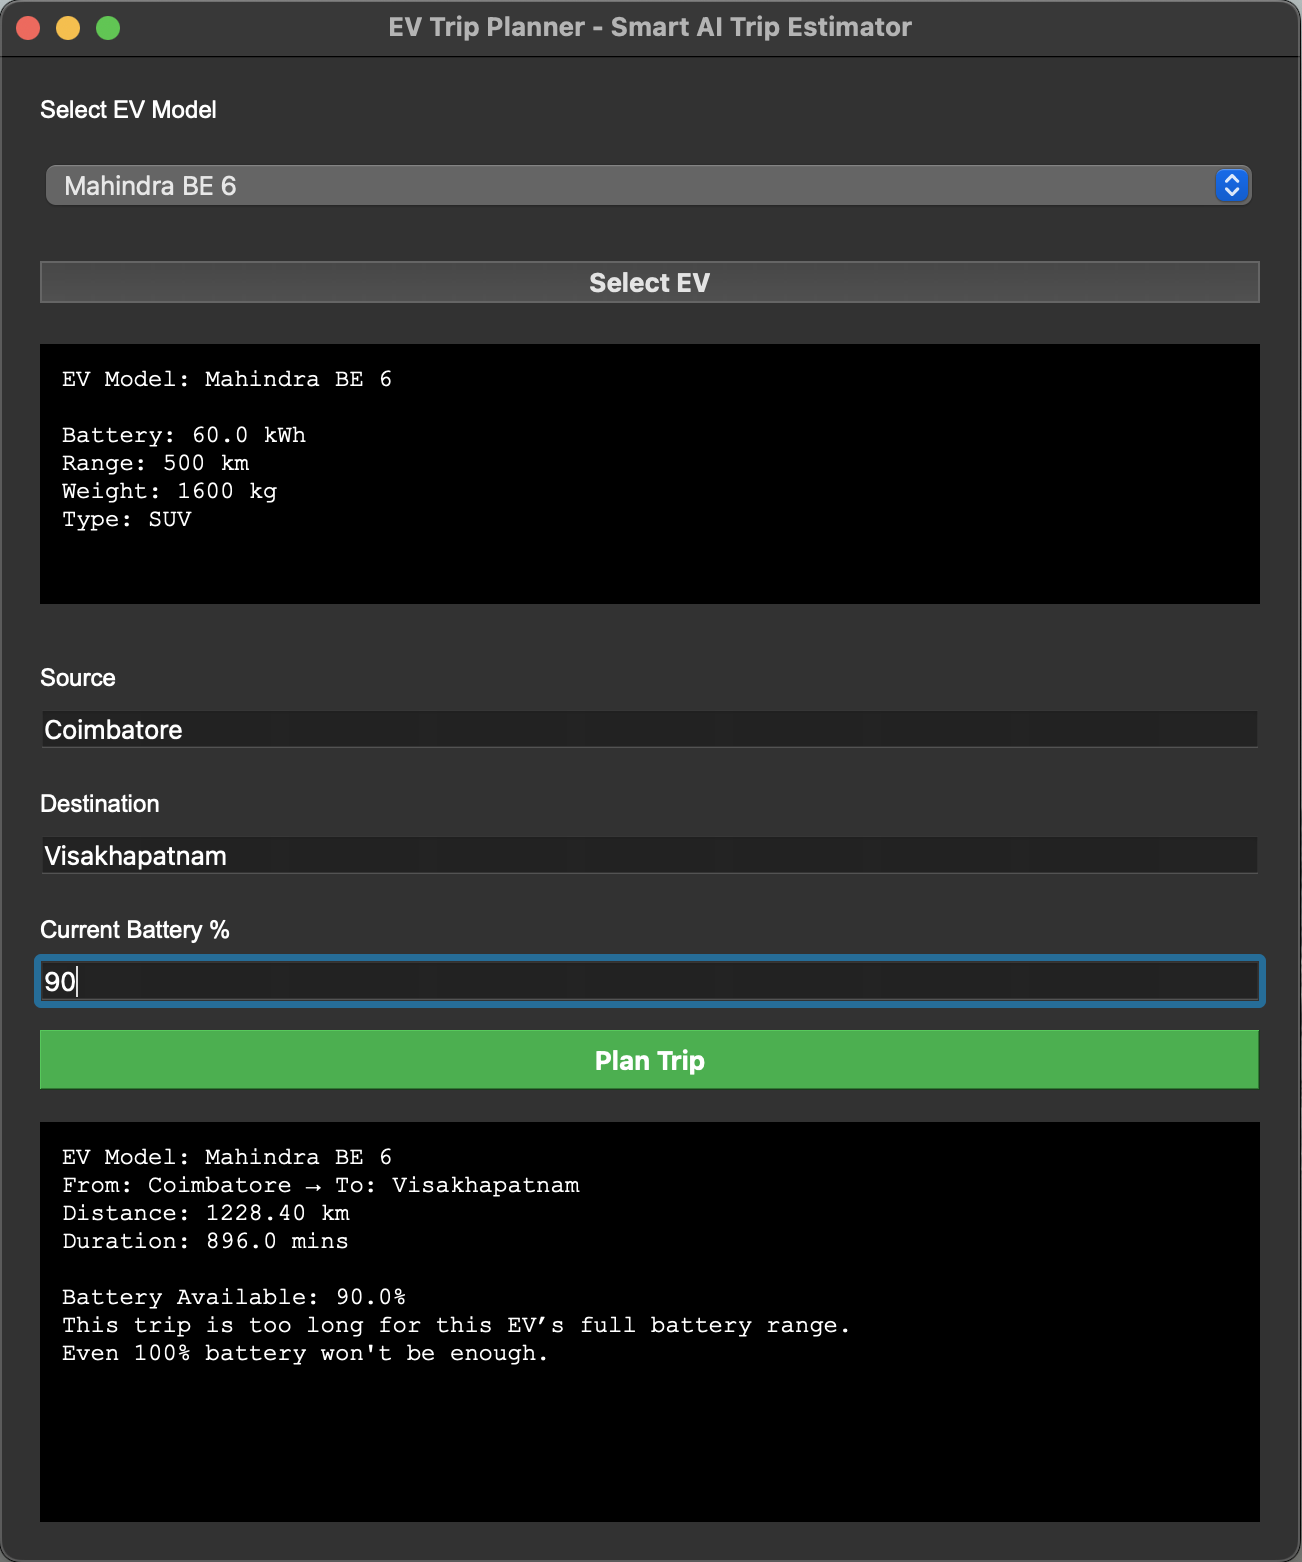 EV Trip Planner - Smart AI Trip Estimator
Select EV Model
Mahindra BE 6
Select EV
EV Model: Mahindra BE 6
Battery: 60.0 kWh
Range: 500 km
Weight: 1600 kg
Type: SUV
Source
Coimbatore
Destination
Visakhapatnam
Current Battery %
90
Plan Trip
EV Model: Mahindra BE 6
From: Coimbatore → To: Visakhapatnam
Distance: 1228.40 km
Duration: 896.0 mins
Battery Available: 90.0%
This trip is too long for this EV’s full battery range.
Even 100% battery won't be enough.